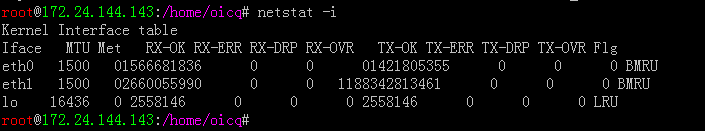 root@172.24.144.143:/home/oicq# netstat -i
Kernel Interface table
Iface   MTU Met    RX-OK RX-ERR RX-DRP RX-OVR    TX-OK TX-ERR TX-DRP TX-OVR Flg
eth0   1500   01566681836      0      0      01421805355      0      0      0 BMRU
eth1   1500   02660055990      0      0   1188342813461      0      0      0 BMRU
lo    16436   0  2558146      0      0      0  2558146      0      0      0 LRU
root@172.24.144.143:/home/oicq#